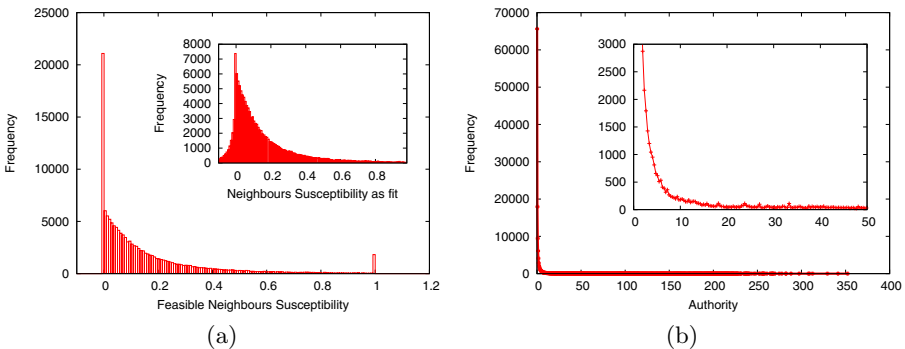 25000
20000
15000
10000
5000
0
Frequency
0 0.2 0.4 0.6 0.8 1 1.2
Feasible Neighbours Susceptibility
8000
7000
6000
5000
4000
3000
2000
1000
0
Frequency
0 0.2 0.4 0.6 0.8
Neighbours Susceptibility as fit
(a)
70000
60000
50000
40000
30000
20000
10000
0
Frequency
0 50 100 150 200 250 300 350 400
Authority
3000
2500
2000
1500
1000
500
0
0 10 20 30 40 50
(b)